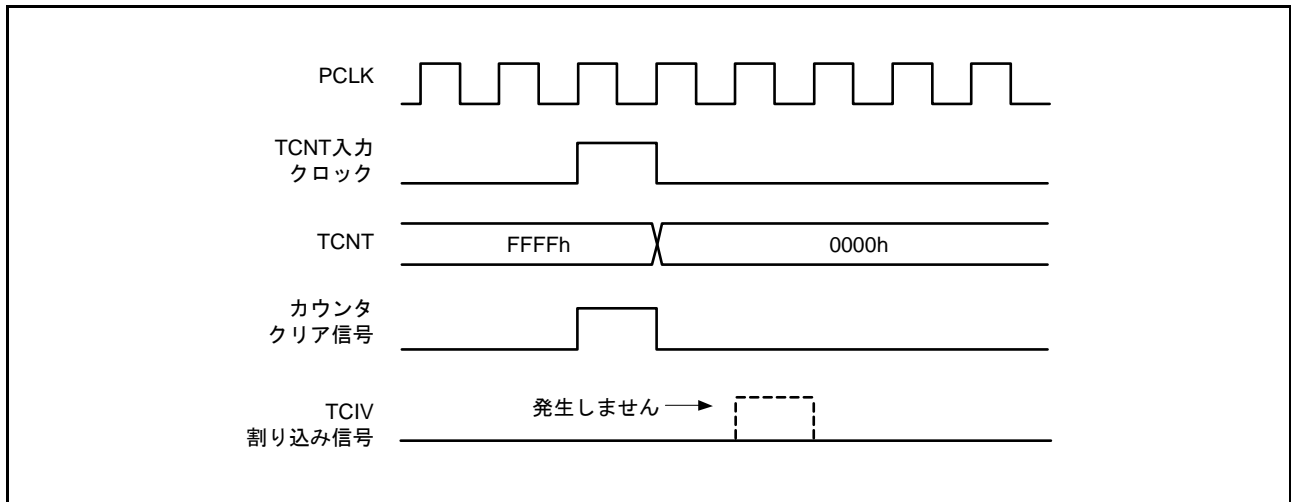 PCLK
TCNT入力
クロック
TCNT
FFFFh
0000h
カウンタ
クリア信号
TCIV
割り込み信号
発生しません